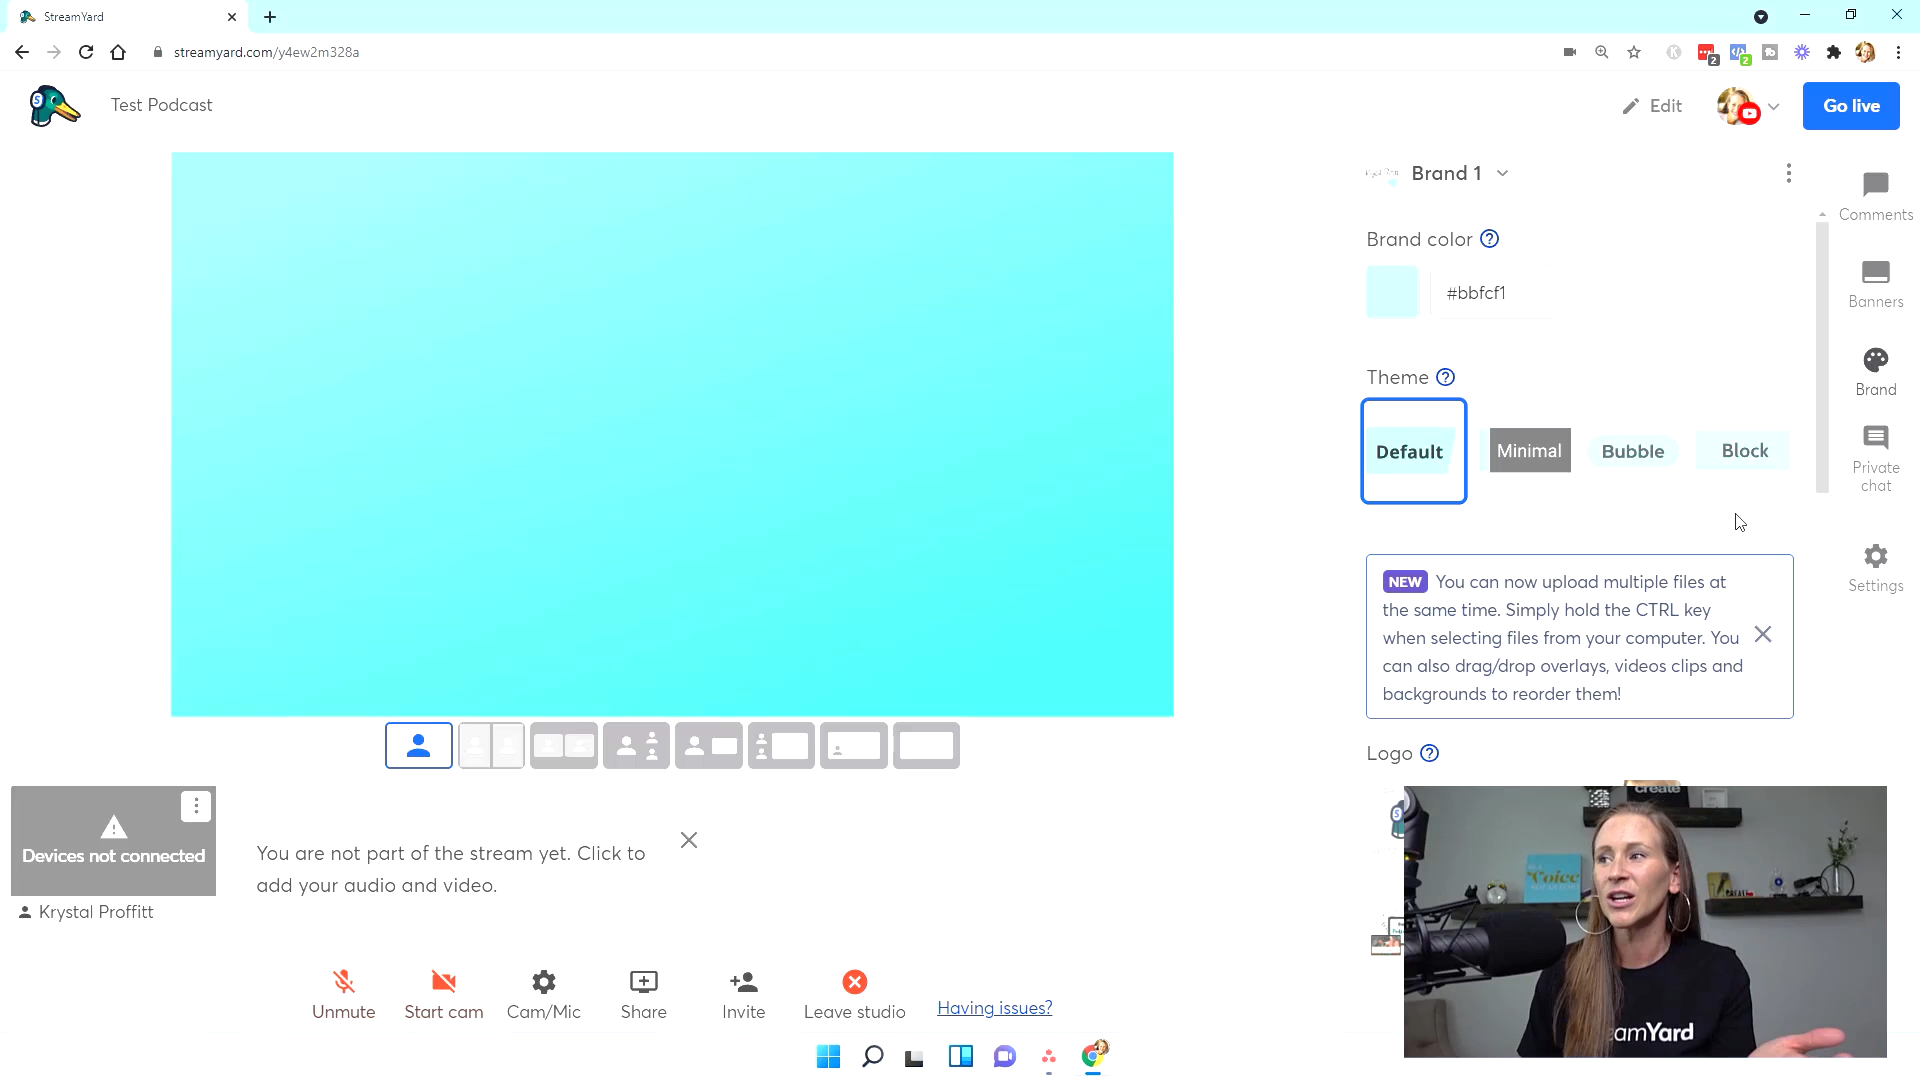 StreamYard
streamyard.com/y4ew2m328a
2
2
Test Podcast
Edit
Go live
Brand 1
Brand color
#bbfcf1
Theme
Default
Minimal
Bubble
Block
NEW You can now upload multiple files at
the same time. Simply hold the CTRL key
when selecting files from your computer. You
can also drag/drop overlays, videos clips and
backgrounds to reorder them!
Logo
Comments
Banners
Brand
Private
chat
Settings
Devices not connected
Krystal Proffitt
You are not part of the stream yet. Click to
add your audio and video.
Unmute
Start cam
Cam/Mic
Share
Invite
Leave studio
Having issues?
create
Voice
amYard